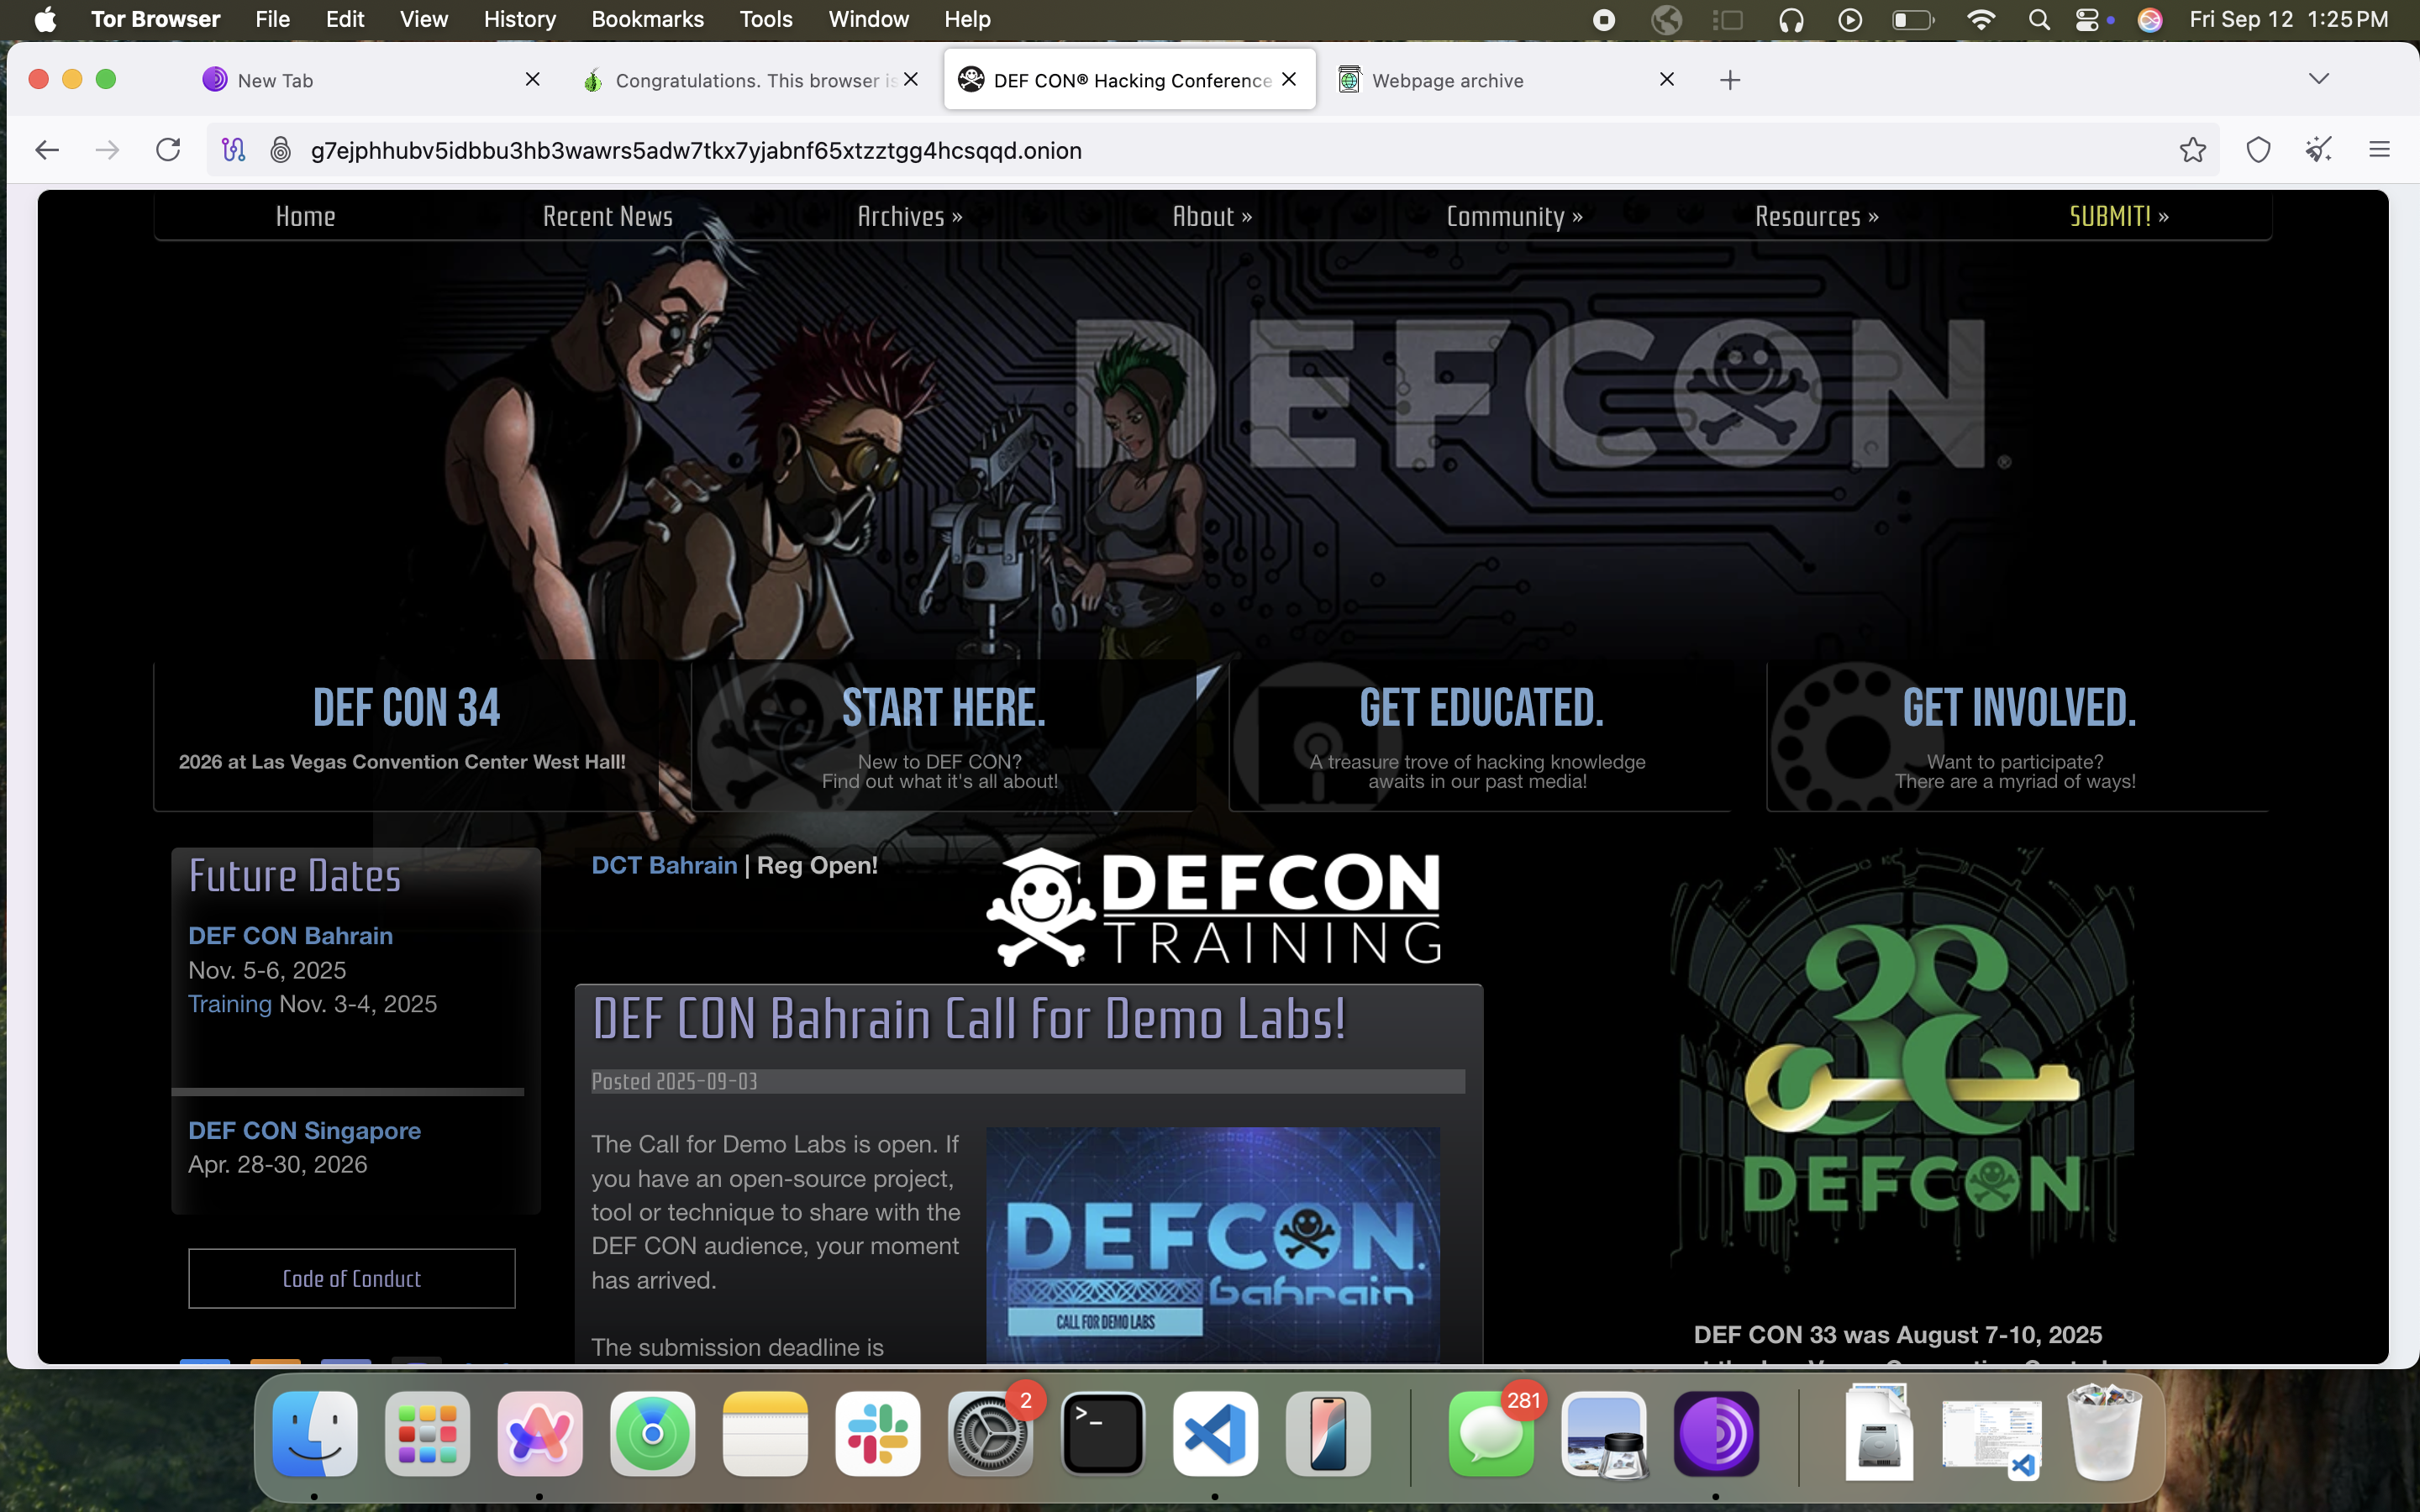 Tor Browser File Edit View History Bookmarks Tools Window Help Fri Sep 12 1:25 PM
New Tab Congratulations. This browser is DEF CON® Hacking Conference Webpage archive
g7ejphhubv5idbbu3hb3wawrs5adw7tkx7yjabnf65xtzztgg4hcsqqd.onion
Home Recent News Archives » About » Community » Resources » SUBMIT! »
DEFCON®
DEF CON 34
2026 at Las Vegas Convention Center West Hall!
START HERE.
New to DEF CON?
Find out what it's all about!
GET EDUCATED.
A treasure trove of hacking knowledge
awaits in our past media!
GET INVOLVED.
Want to participate?
There are a myriad of ways!
Future Dates
DEF CON Bahrain
Nov. 5-6, 2025
Training Nov. 3-4, 2025
DEF CON Singapore
Apr. 28-30, 2026
Code of Conduct
DCT Bahrain | Reg Open!
DEFCON
TRAINING
DEF CON Bahrain Call for Demo Labs!
Posted 2025-09-03
The Call for Demo Labs is open. If
you have an open-source project,
tool or technique to share with the
DEF CON audience, your moment
has arrived.
The submission deadline is
DEFCON.
bahrain
CALL FOR DEMO LABS
DEFCON.
DEF CON 33 was August 7-10, 2025
2
>_
281